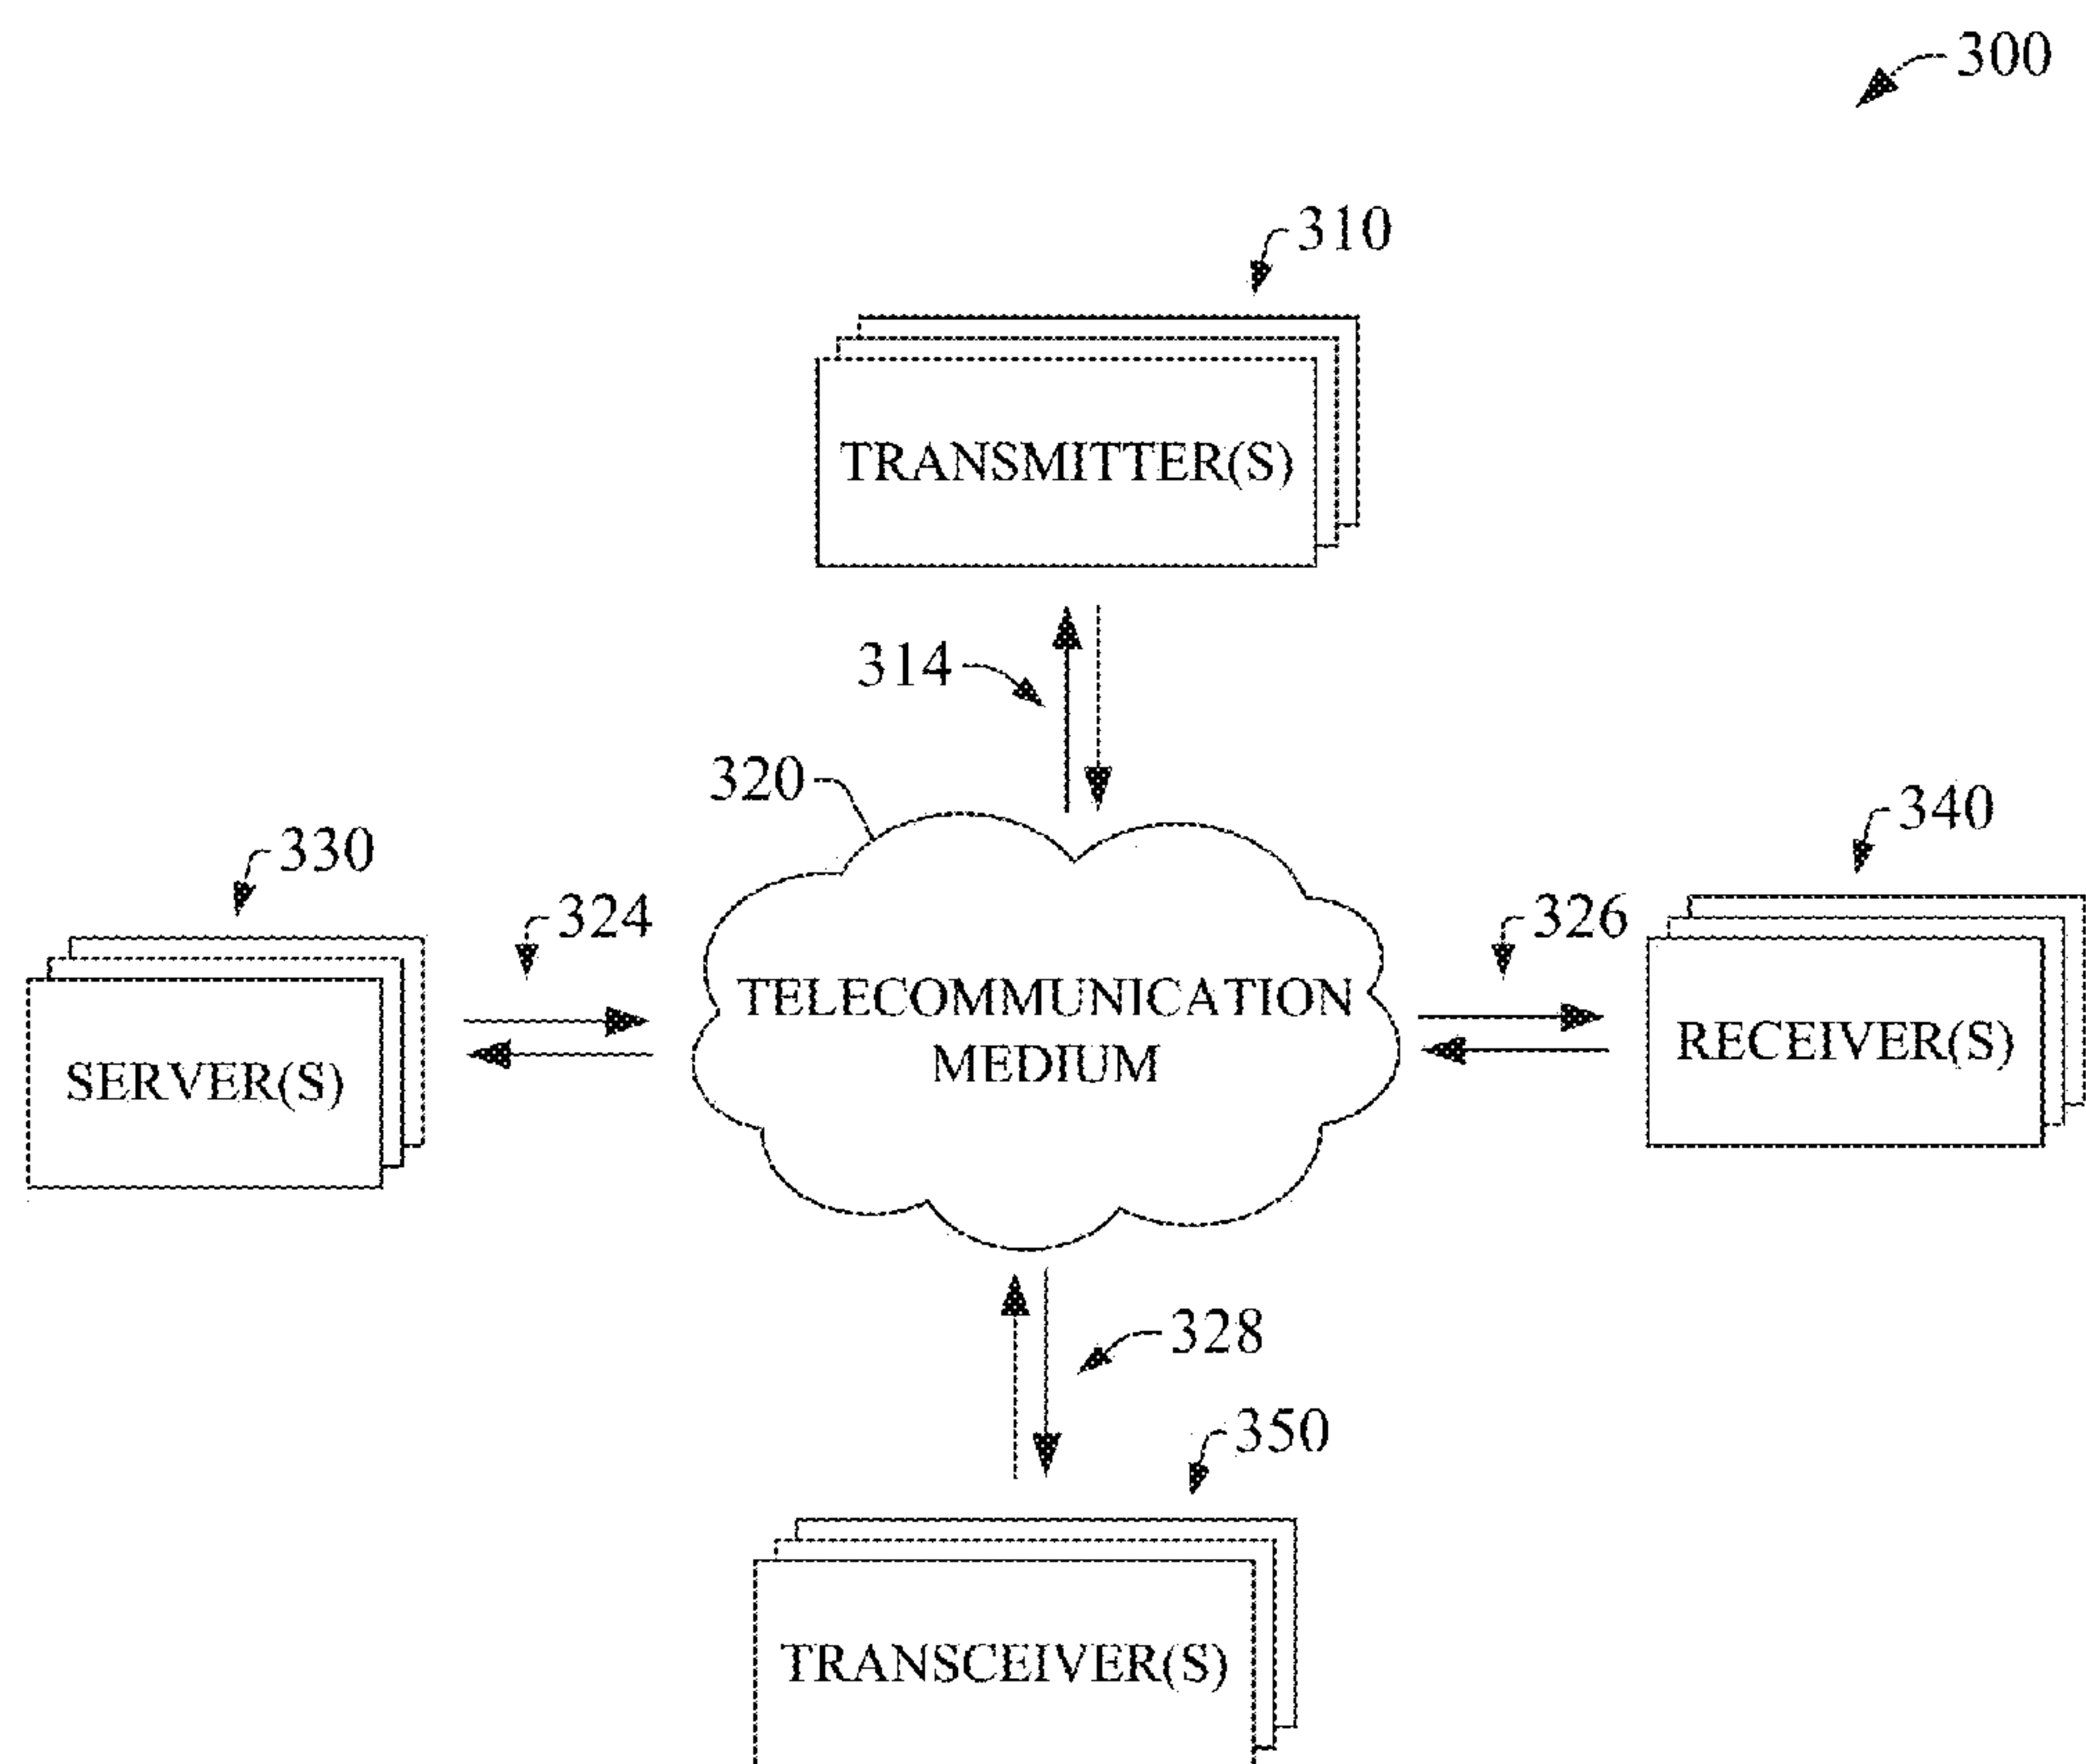 300
310
TRANSMITTER(S)
314
320
340
330
324
326
TELECOMMUNICATION
MEDIUM
RECEIVER(S)
SERVER(S)
328
350
TRANSCEIVER(S)